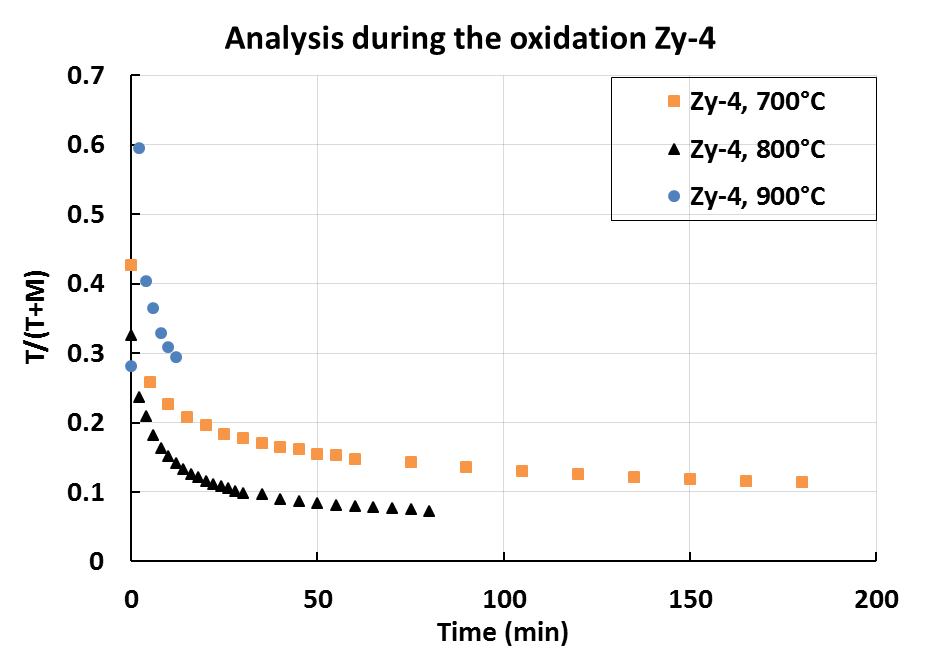 Analysis during the oxidation Zy-4
0.7
0.6
0.5
0.4
0.3
0.2
0.1
0
T/(T+M)
Zy-4, 700°C
Zy-4, 800°C
Zy-4, 900°C
0 50 100 150 200
Time (min)